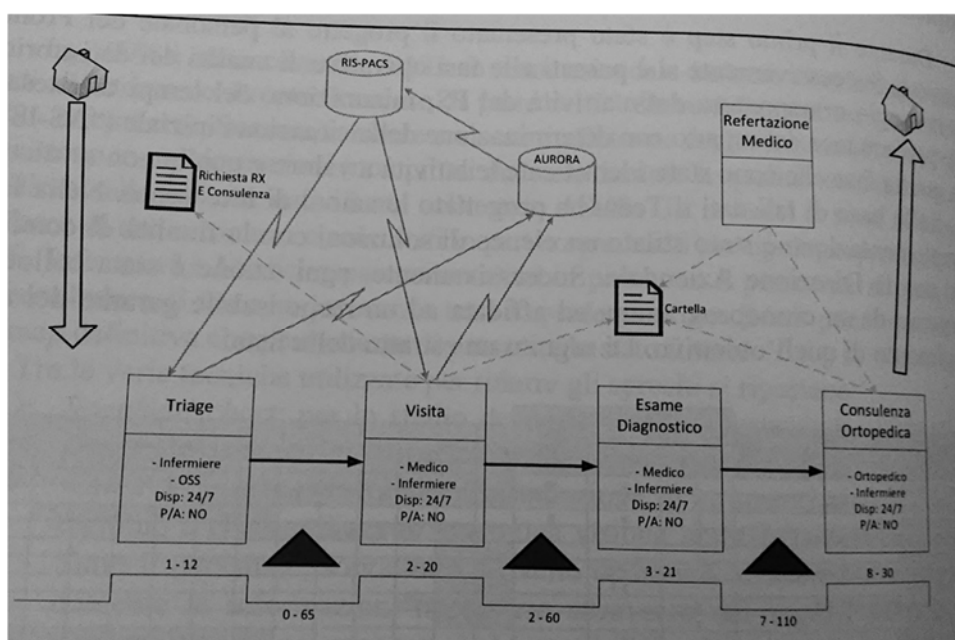 RIS-PACS
AURORA
Refertazione
Medico
Richiesta RX
E Consulenza
Cartella
Triage
- Infermiere
- OSS
Disp: 24/7
P/A: NO
Visita
- Medico
- Infermiere
Disp: 24/7
P/A: NO
Esame
Diagnostico
- Medico
- Infermiere
Disp: 24/7
P/A: NO
Consulenza
Ortopedica
- Ortopedico
- Infermiere
Disp: 24/7
P/A: NO
1 - 12
2 - 20
3 - 21
8 - 30
0 - 65
2 - 60
7 - 110